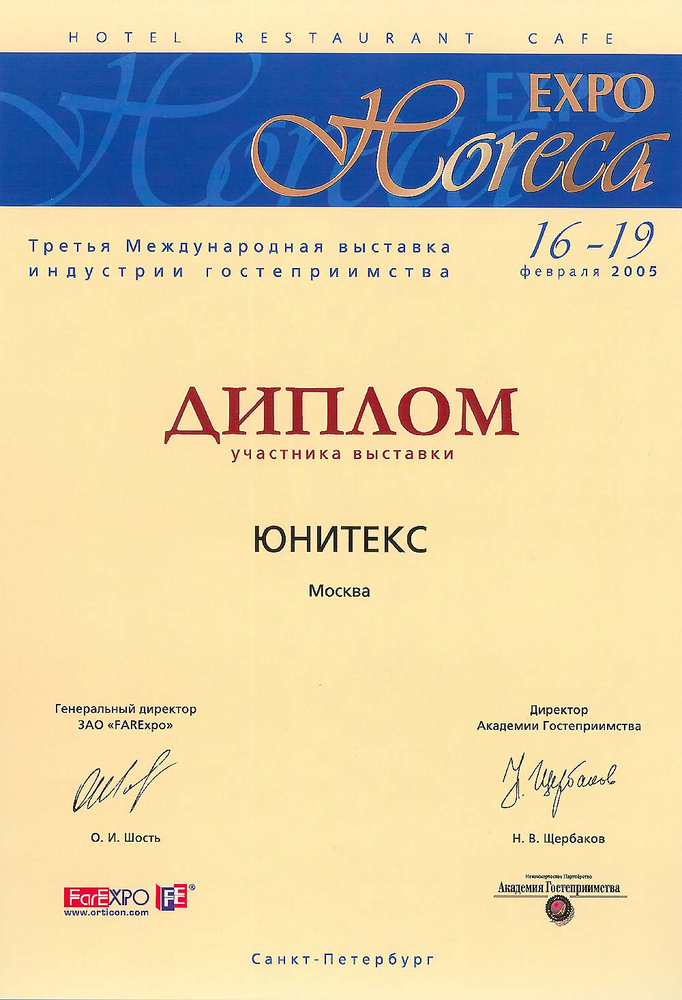 HOTEL RESTAURANT CAFE
EXPO
Horeca
Третья Международная выставка
индустрии гостеприимства
16-19
февраля 2005
ДИПЛОМ
участника выставки
ЮНИТЕКС
Москва
Генеральный директор
ЗАО «FARExpo»
О. И. Шость
FarEXPO FE ®
www.orticon.com
Директор
Академии Гостеприимства
Н. Щербаков
Н. В. Щербаков
Некоммерческое Партнёрство
Академия Гостеприимства
Санкт-Петербург